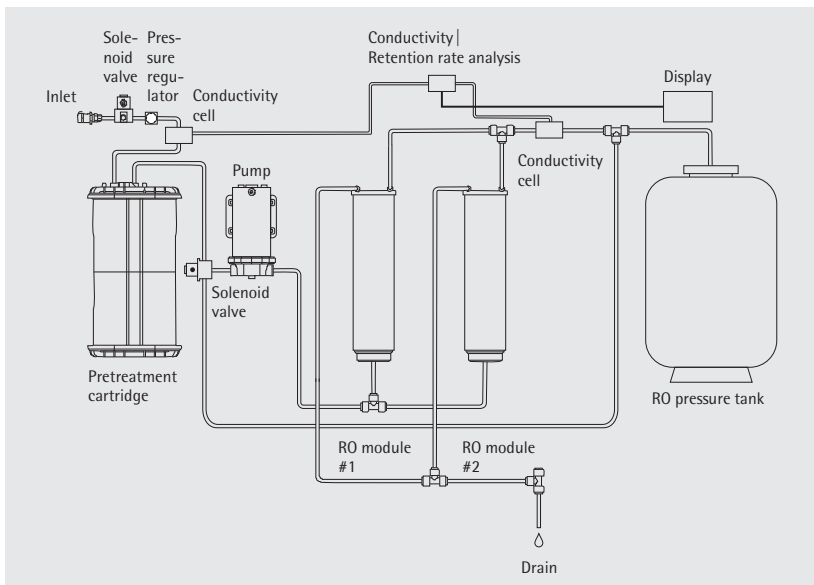 Inlet
Sole-
noid
valve
Pres-
sure
regu-
lator
Conductivity
cell
Conductivity |
Retention rate analysis
Display
Pump
Conductivity
cell
Solenoid
valve
Pretreatment
cartridge
RO pressure tank
RO module
#1
RO module
#2
Drain